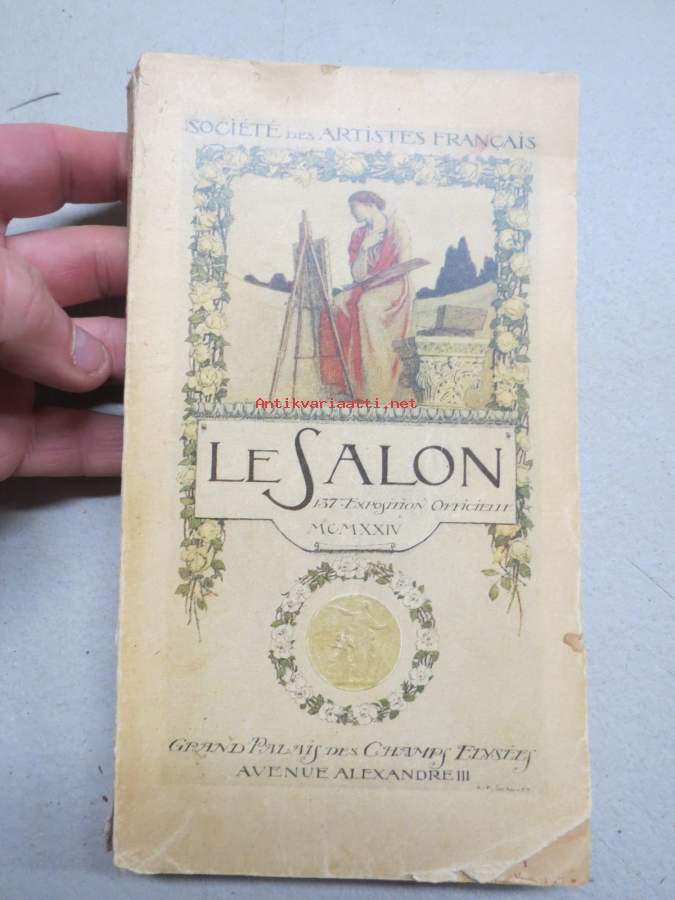 SOCIÉTÉ DES ARTISTES FRANÇAIS
Antikvariaatti.net
LE SALON
137e EXPOSITION OFFICIELLE
MCMXXIV
GRAND PALAIS DES CHAMPS ELYSÉES
AVENUE ALEXANDRE III